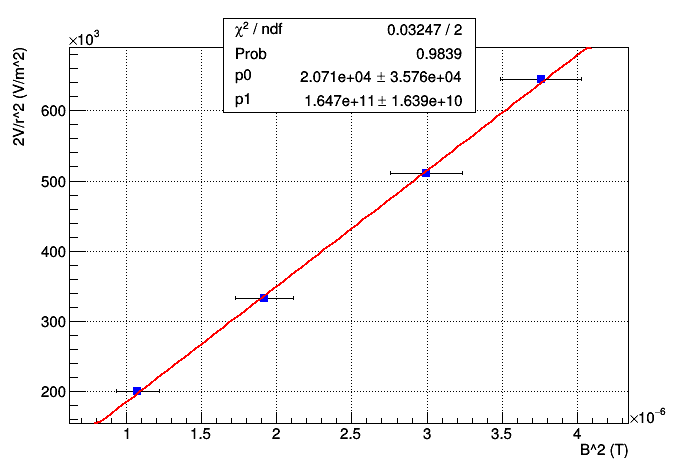 χ² / ndf 0.03247 / 2
Prob 0.9839
p0 2.071e+04 ± 3.576e+04
p1 1.647e+11 ± 1.639e+10
×10³
2V/r^2 (V/m^2)
600
500
400
300
200
1 1.5 2 2.5 3 3.5 4
×10⁻⁶
B^2 (T)